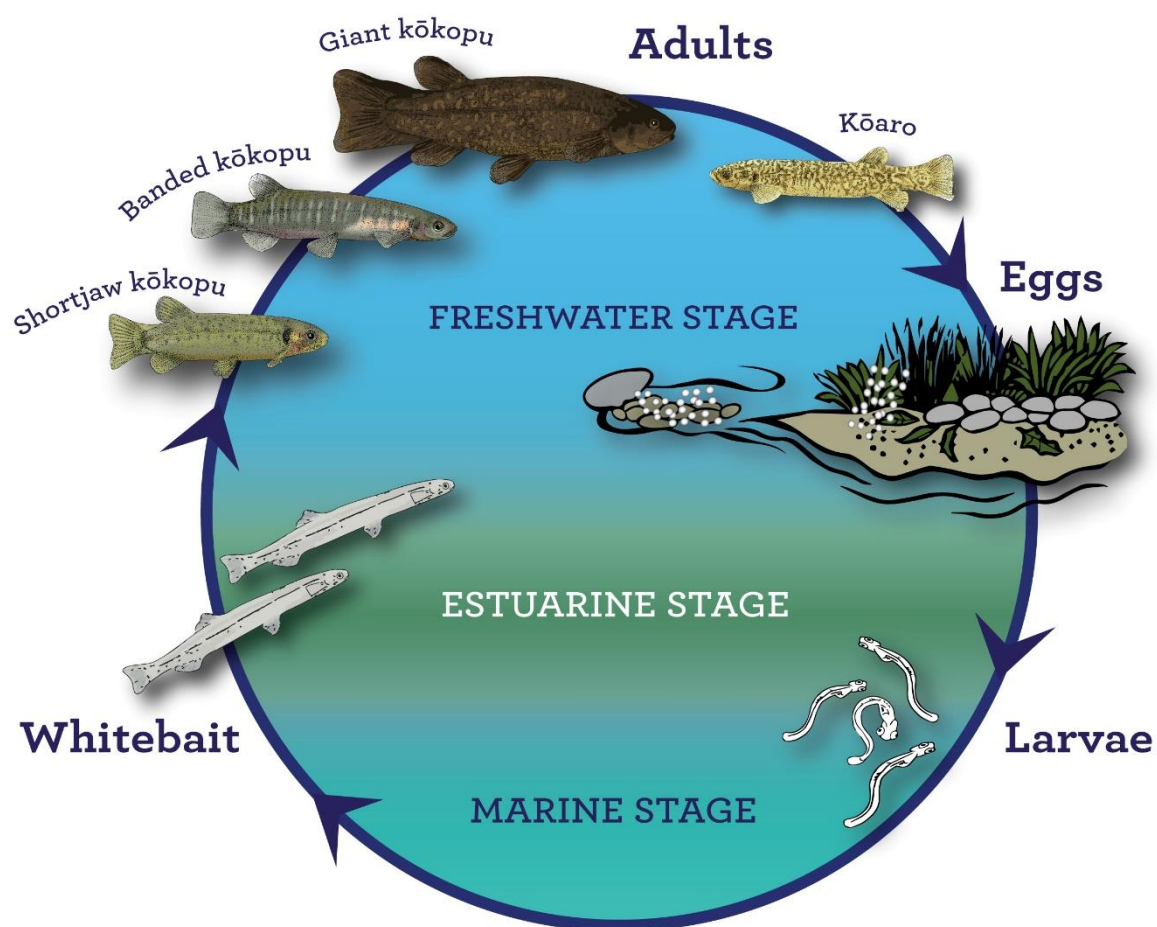 Giant kōkopu
Adults
Kōaro
Banded kōkopu
Shortjaw kōkopu
Eggs
FRESHWATER STAGE
ESTUARINE STAGE
Whitebait
Larvae
MARINE STAGE